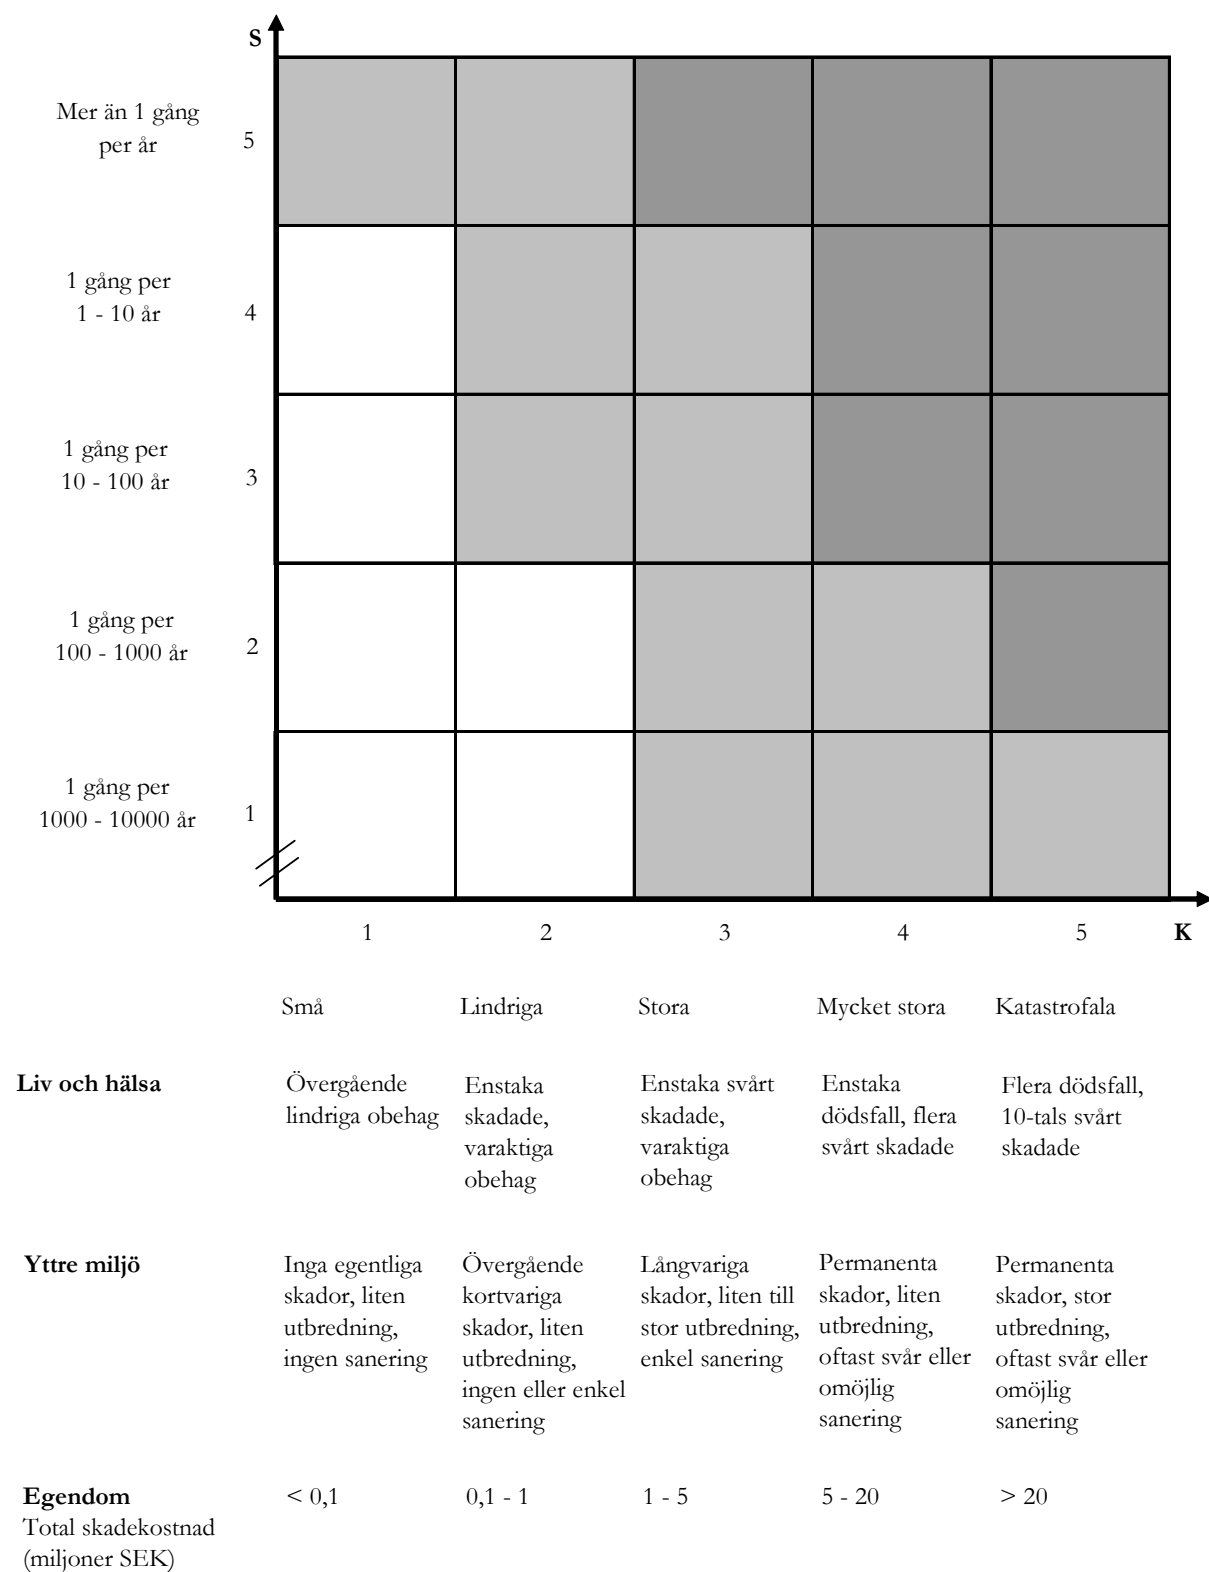 S
Mer än 1 gång
per år
5
1 gång per
1 - 10 år
4
1 gång per
10 - 100 år
3
1 gång per
100 - 1000 år
2
1 gång per
1000 - 10000 år
1
1 2 3 4 5 K
Små Lindriga Stora Mycket stora Katastrofala
Liv och hälsa
Övergående
lindriga obehag
Enstaka
skadade,
varaktiga
obehag
Enstaka svårt
skadade,
varaktiga
obehag
Enstaka
dödsfall, flera
svårt skadade
Flera dödsfall,
10-tals svårt
skadade
Yttre miljö
Inga egentliga
skador, liten
utbredning,
ingen sanering
Övergående
kortvariga
skador, liten
utbredning,
ingen eller enkel
sanering
Långvariga
skador, liten till
stor utbredning,
enkel sanering
Permanenta
skador, liten
utbredning,
oftast svår eller
omöjlig
sanering
Permanenta
skador, stor
utbredning,
oftast svår eller
omöjlig
sanering
Egendom
Total skadekostnad
(miljoner SEK)
< 0,1
0,1 - 1
1 - 5
5 - 20
> 20